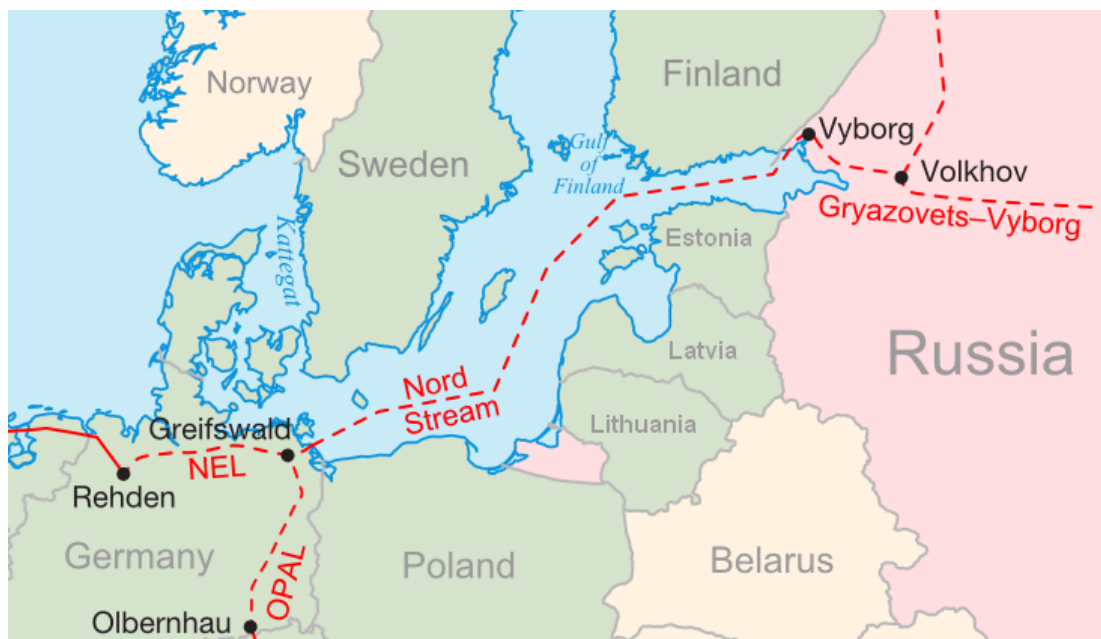 Norway
Finland
Vyborg
Gulf
of
Finland
Sweden
Volkhov
Gryazovets–Vyborg
Estonia
Kattegat
Russia
Latvia
Nord
Stream
Lithuania
Greifswald
NEL
Rehden
Germany
OPAL
Poland
Belarus
Olbernhau